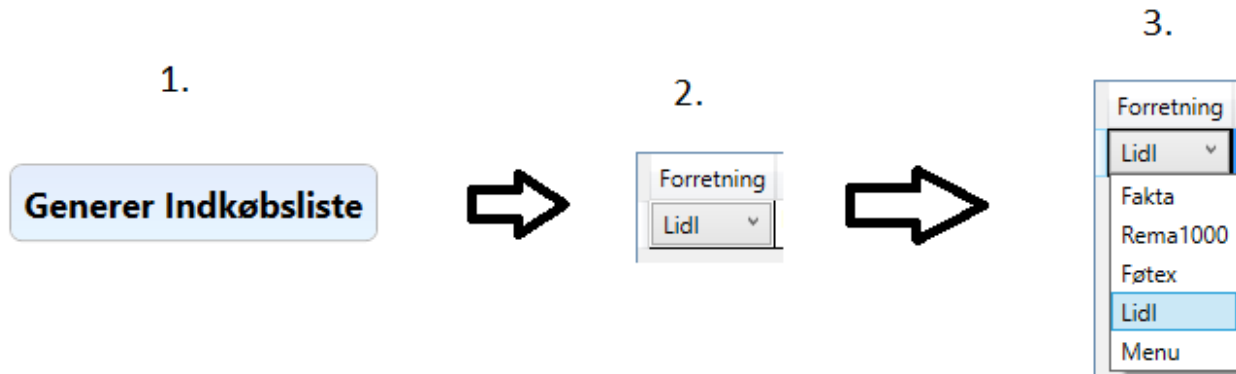 1.
Generer Indkøbsliste
2.
Forretning
Lidl
3.
Forretning
Lidl
Fakta
Rema1000
Føtex
Lidl
Menu